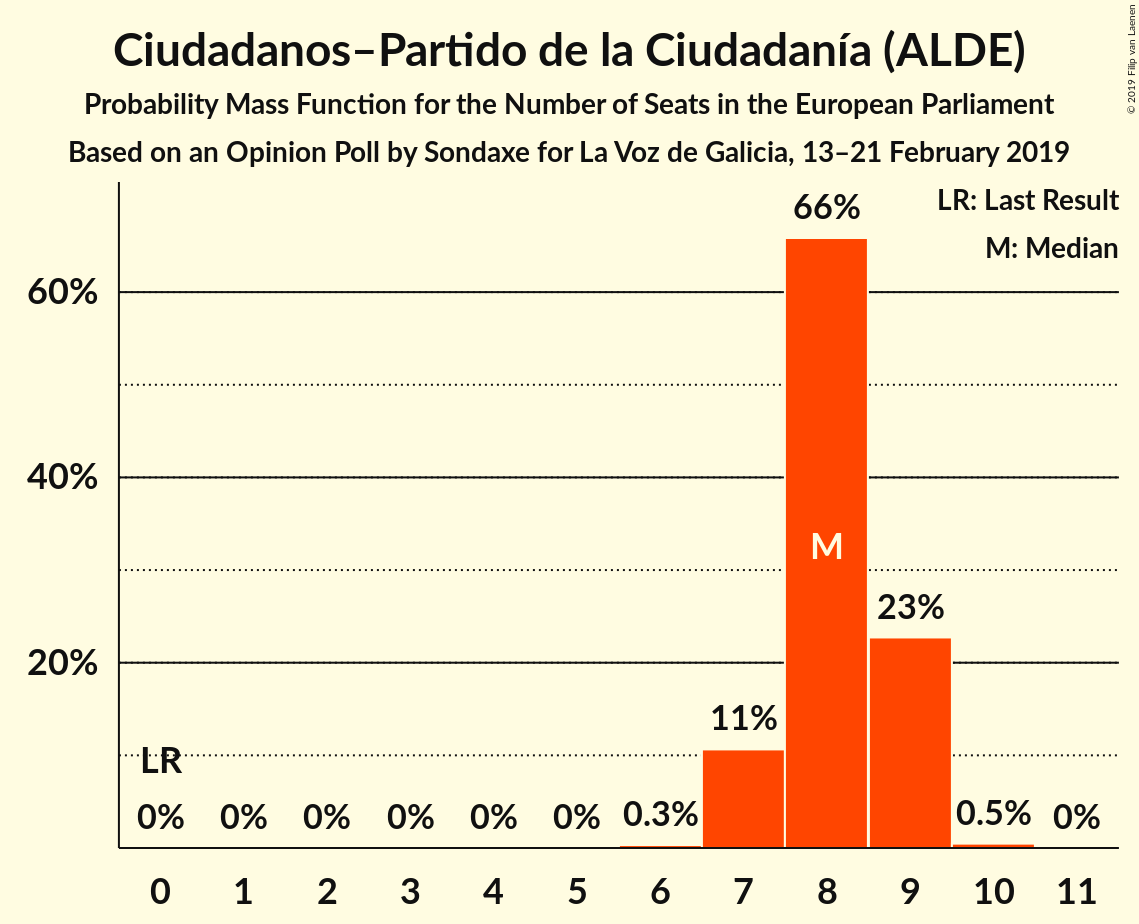 Ciudadanos–Partido de la Ciudadanía (ALDE)
Probability Mass Function for the Number of Seats in the European Parliament
Based on an Opinion Poll by Sondaxe for La Voz de Galicia, 13–21 February 2019
© 2019 Filip van Laenen
LR: Last Result
M: Median
66%
60%
40%
M
23%
20%
11%
LR
0% 0% 0% 0% 0% 0% 0.3% 0.5% 0%
0 1 2 3 4 5 6 7 8 9 10 11